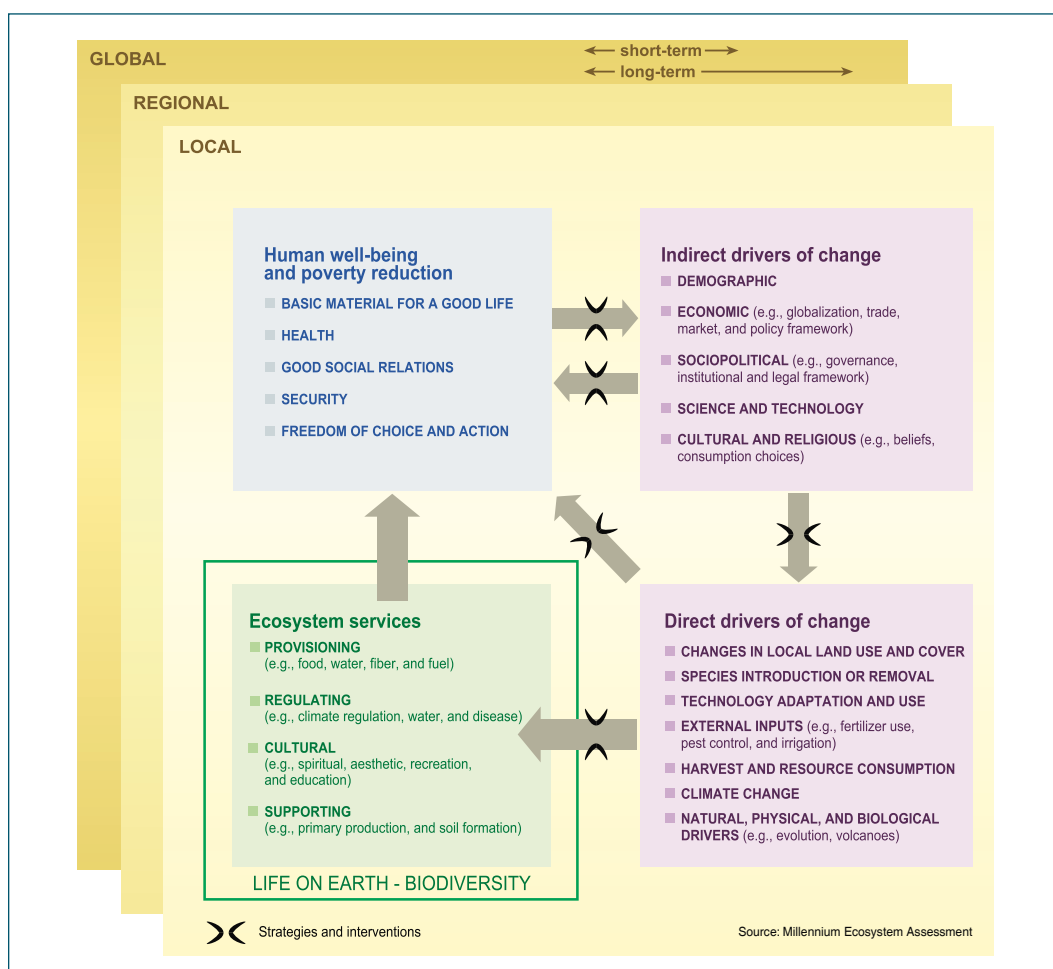 GLOBAL
short-term
long-term
REGIONAL
LOCAL
Human well-being
and poverty reduction
BASIC MATERIAL FOR A GOOD LIFE
HEALTH
GOOD SOCIAL RELATIONS
SECURITY
FREEDOM OF CHOICE AND ACTION
Indirect drivers of change
DEMOGRAPHIC
ECONOMIC (e.g., globalization, trade,
market, and policy framework)
SOCIOPOLITICAL (e.g., governance,
institutional and legal framework)
SCIENCE AND TECHNOLOGY
CULTURAL AND RELIGIOUS (e.g., beliefs,
consumption choices)
Ecosystem services
PROVISIONING
(e.g., food, water, fiber, and fuel)
REGULATING
(e.g., climate regulation, water, and disease)
CULTURAL
(e.g., spiritual, aesthetic, recreation,
and education)
SUPPORTING
(e.g., primary production, and soil formation)
LIFE ON EARTH - BIODIVERSITY
Direct drivers of change
CHANGES IN LOCAL LAND USE AND COVER
SPECIES INTRODUCTION OR REMOVAL
TECHNOLOGY ADAPTATION AND USE
EXTERNAL INPUTS (e.g., fertilizer use,
pest control, and irrigation)
HARVEST AND RESOURCE CONSUMPTION
CLIMATE CHANGE
NATURAL, PHYSICAL, AND BIOLOGICAL
DRIVERS (e.g., evolution, volcanoes)
Strategies and interventions
Source: Millennium Ecosystem Assessment